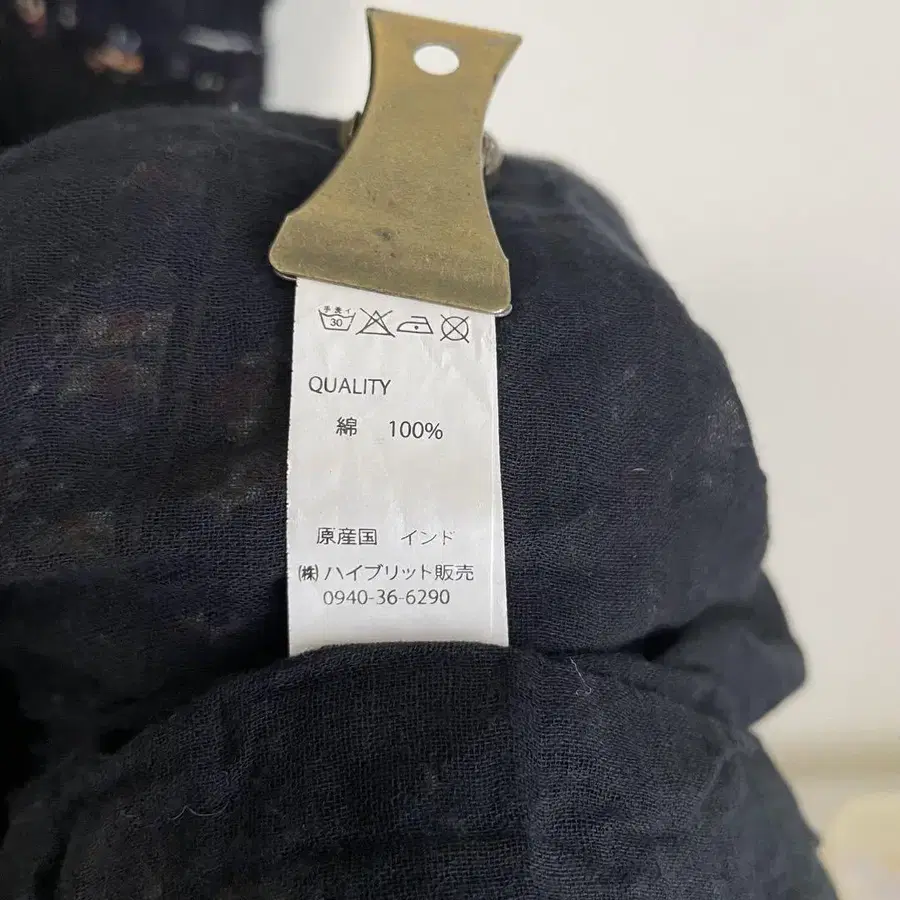 手洗イ
30
QUALITY
綿 100%
原産国 インド
㈱ ハイブリット販売
0940-36-6290